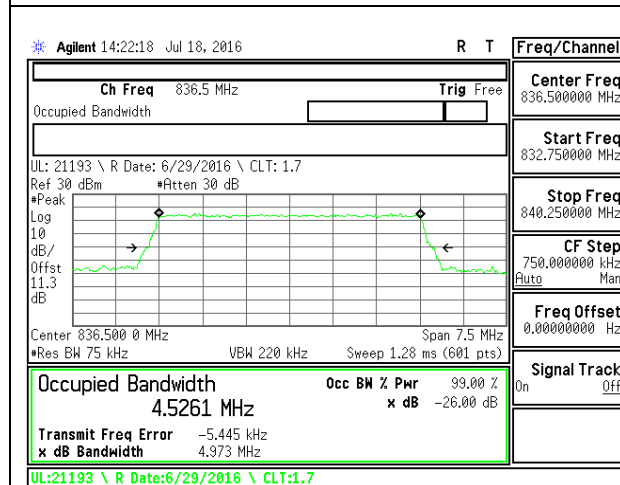 Agilent 14:22:18 Jul 18, 2016 R T
Freq/Channel
Ch Freq 836.5 MHz Trig Free
Occupied Bandwidth
Center Freq
836.500000 MHz
Start Freq
832.750000 MHz
Stop Freq
840.250000 MHz
CF Step
750.000000 kHz
Auto Man
Freq Offset
0.00000000 Hz
Signal Track
On Off
UL: 21193 \ R Date: 6/29/2016 \ CLT: 1.7
Ref 30 dBm #Atten 30 dB
#Peak
Log
10
dB/
Offst
11.3
dB
Center 836.500 0 MHz Span 7.5 MHz
#Res BW 75 kHz VBW 220 kHz Sweep 1.28 ms (601 pts)
Occupied Bandwidth Occ BW % Pwr 99.00 %
4.5261 MHz x dB -26.00 dB
Transmit Freq Error -5.445 kHz
x dB Bandwidth 4.973 MHz
UL:21193 \ R Date:6/29/2016 \ CLT:1.7